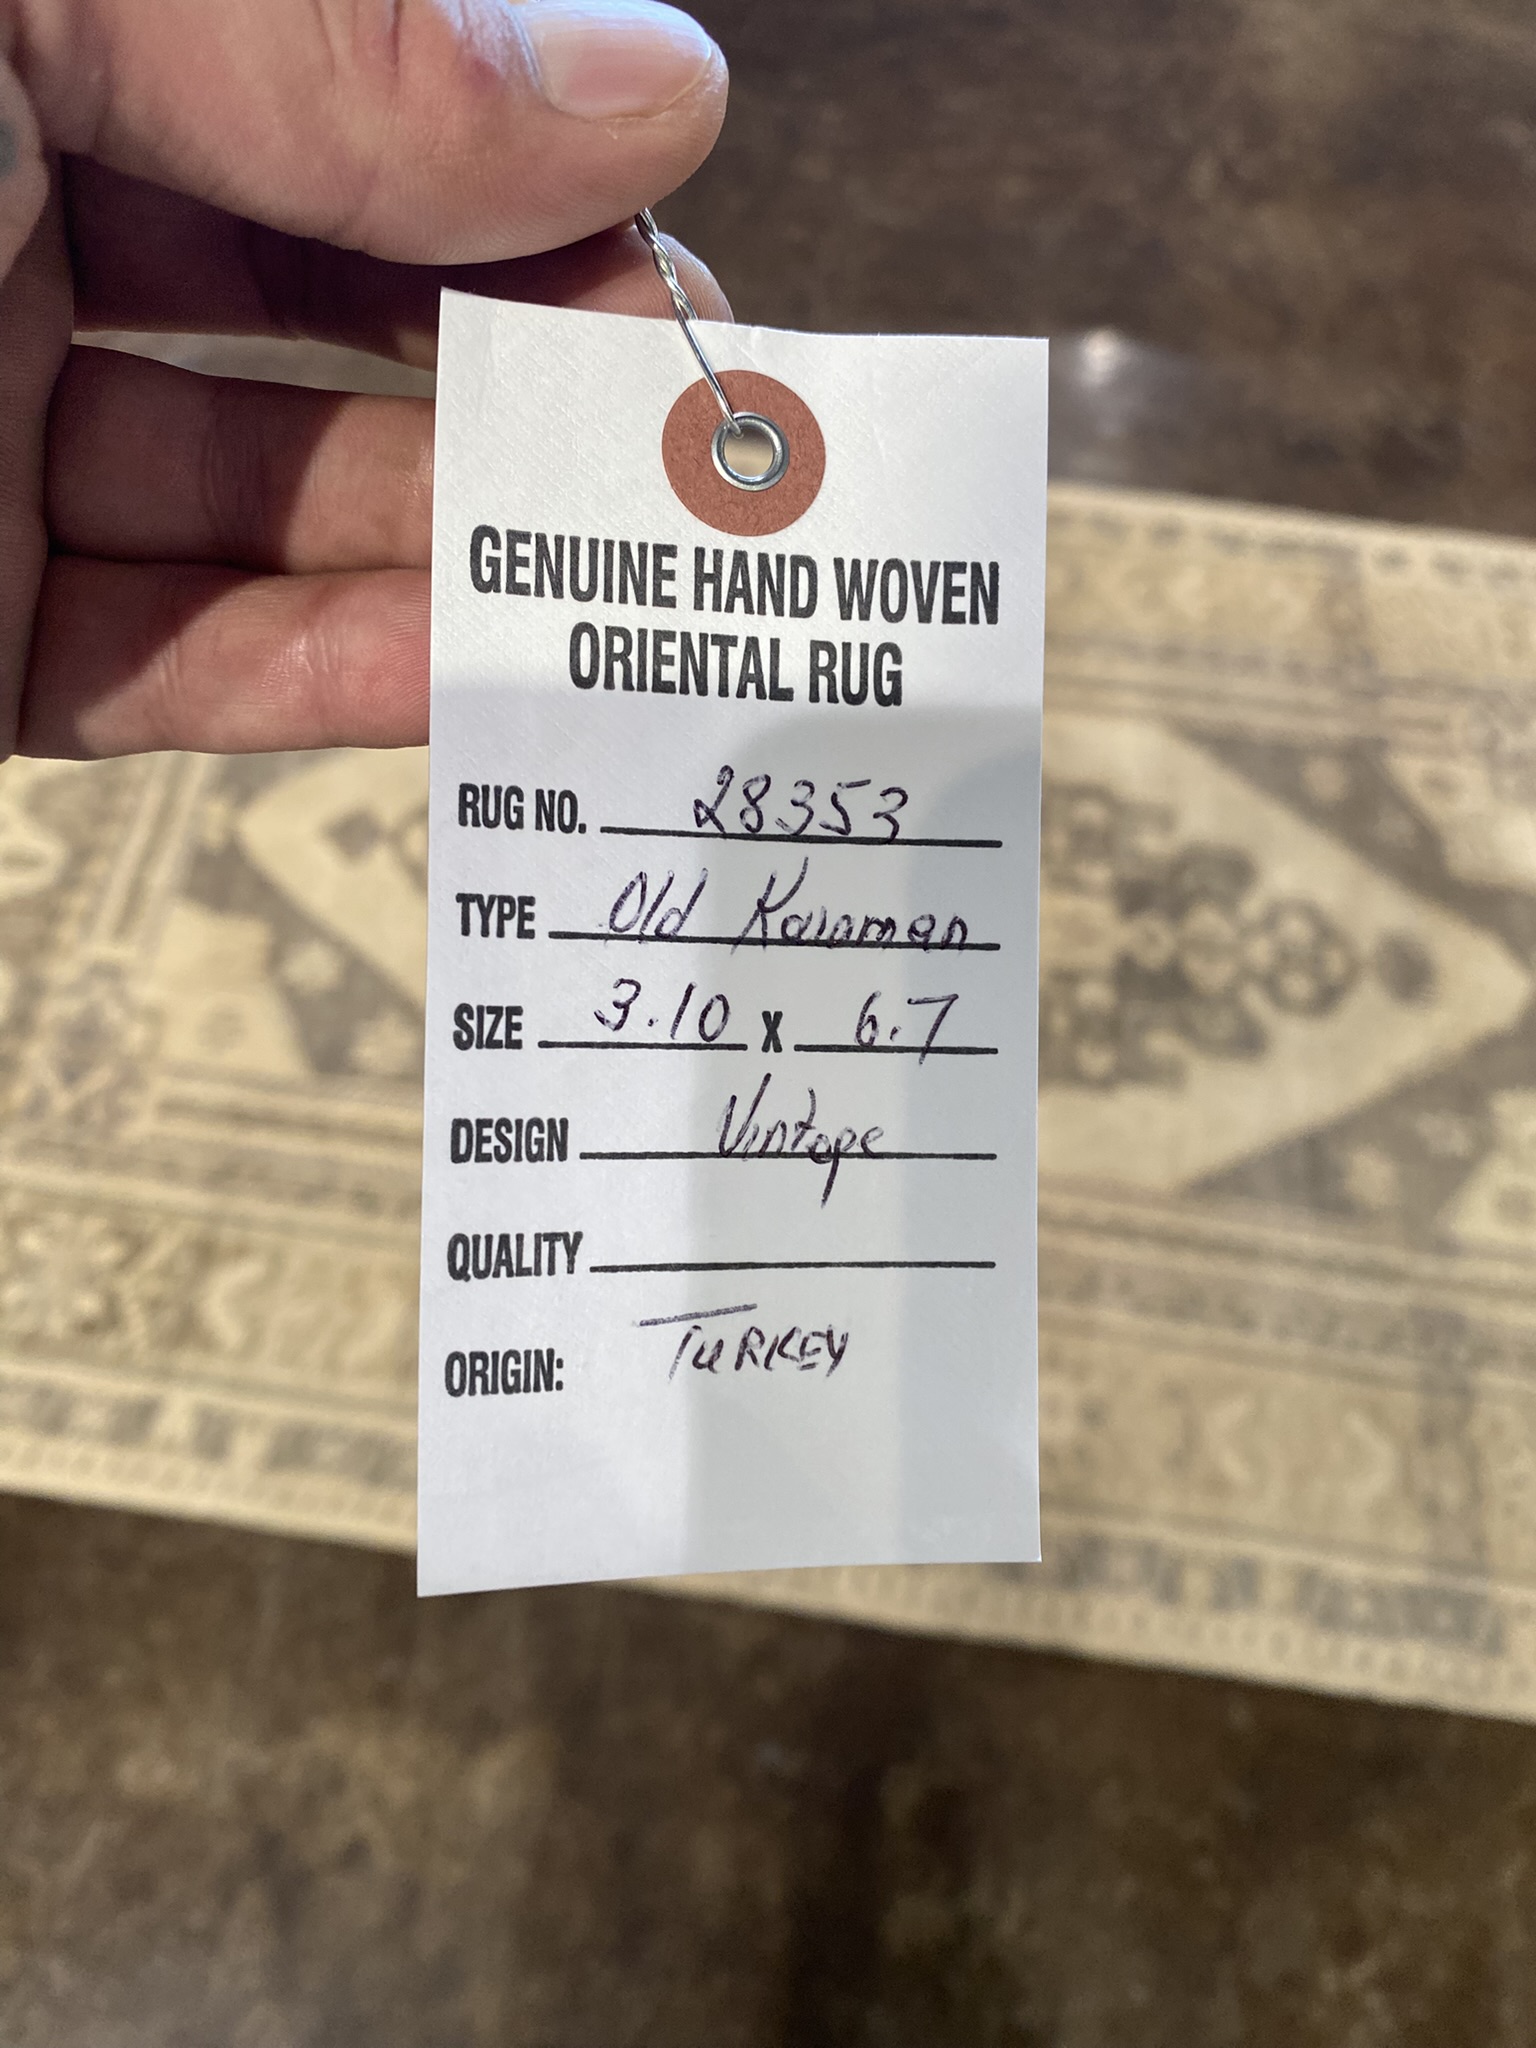 GENUINE HAND WOVEN
ORIENTAL RUG
RUG NO. 28353
TYPE Old Karaman
SIZE 3.10 x 6.7
DESIGN Vintage
QUALITY
ORIGIN: TURKEY